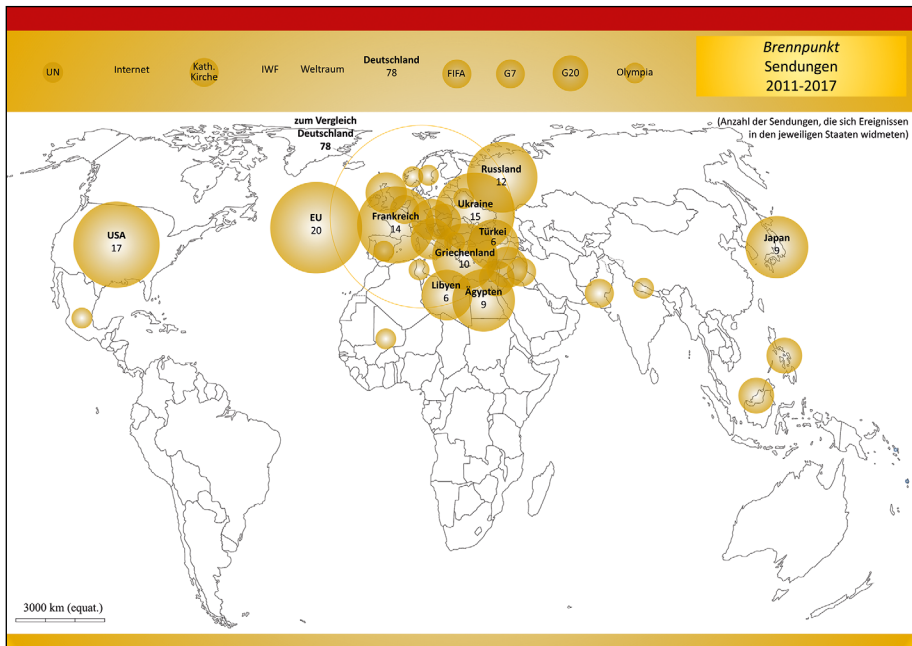 UN
Internet
Kath.
Kirche
IWF
Weltraum
Deutschland
78
FIFA
G7
G20
Olympia
Brennpunkt
Sendungen
2011-2017
(Anzahl der Sendungen, die sich Ereignissen
in den jeweiligen Staaten widmeten)
zum Vergleich
Deutschland
78
Russland
12
EU
20
Frankreich
14
Ukraine
15
USA
17
Türkei
6
Japan
9
Griechenland
10
Libyen
6
Ägypten
9
3000 km (equat.)